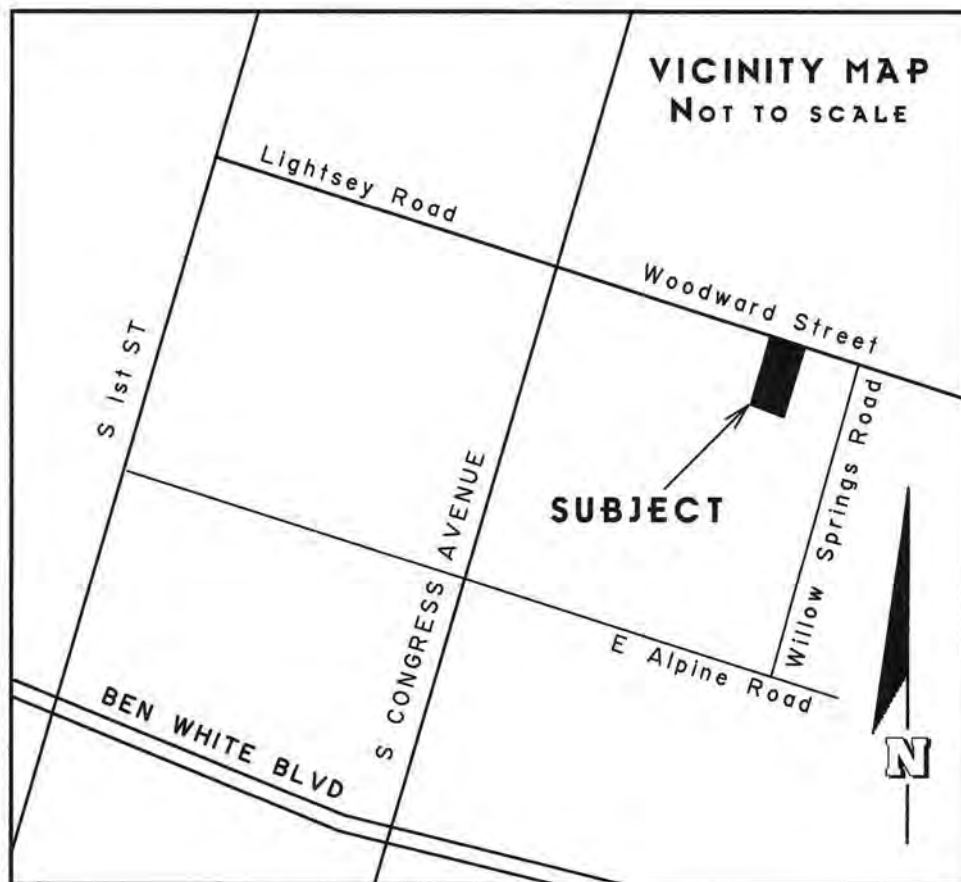 VICINITY MAP
NOT TO SCALE
Lightsey Road
Woodward Street
S 1st ST
Willow Springs Road
SUBJECT
S CONGRESS AVENUE
E Alpine Road
BEN WHITE BLVD
N